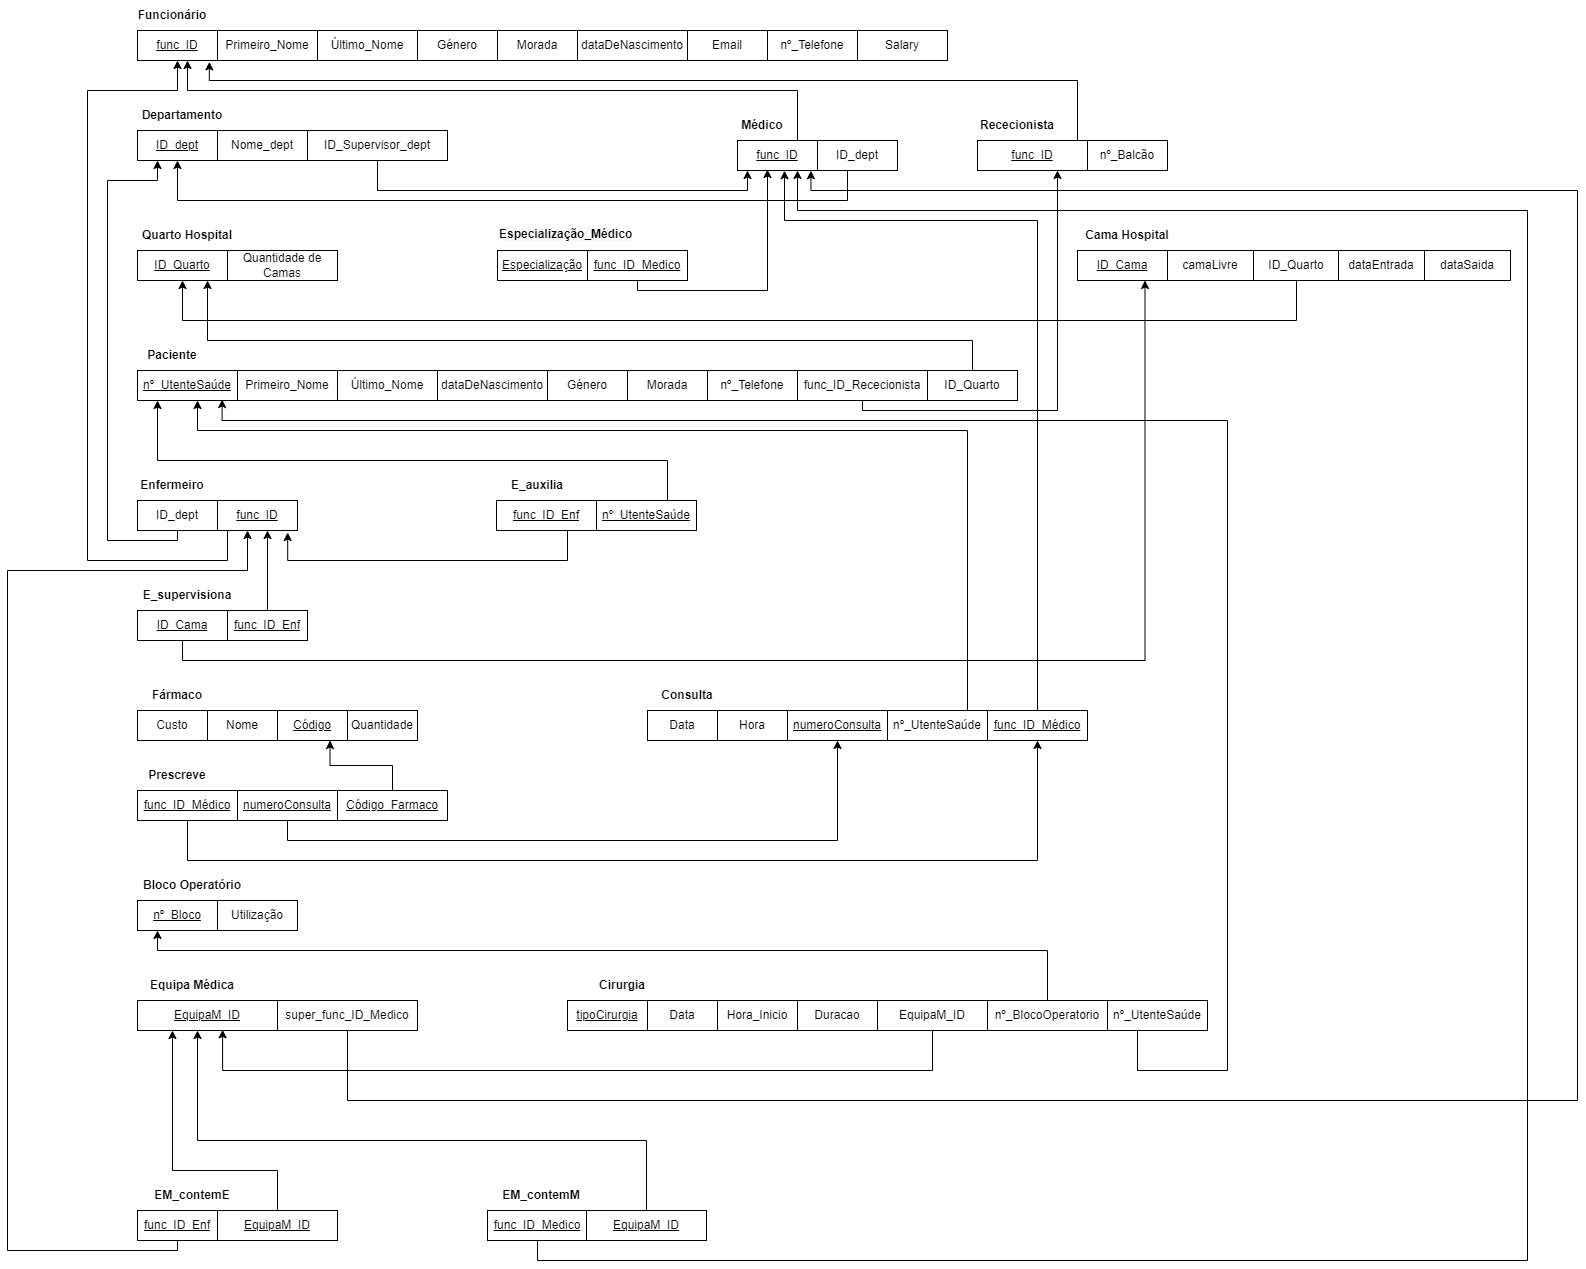 Funcionário
func_ID Primeiro_Nome Último_Nome Género Morada dataDeNascimento Email nº_Telefone Salary
Departamento
ID_dept Nome_dept ID_Supervisor_dept
Médico
func_ID ID_dept
Rececionista
func_ID nº_Balcão
Quarto Hospital
ID_Quarto Quantidade de
Camas
Especialização_Médico
Especialização func_ID_Medico
Cama Hospital
ID_Cama camaLivre ID_Quarto dataEntrada dataSaida
Paciente
nº_UtenteSaúde Primeiro_Nome Último_Nome dataDeNascimento Género Morada nº_Telefone func_ID_Rececionista ID_Quarto
Enfermeiro
ID_dept func_ID
E_auxilia
func_ID_Enf nº_UtenteSaúde
E_supervisiona
ID_Cama func_ID_Enf
Fármaco
Custo Nome Código Quantidade
Consulta
Data Hora numeroConsulta nº_UtenteSaúde func_ID_Médico
Prescreve
func_ID_Médico numeroConsulta Código_Farmaco
Bloco Operatório
nº_Bloco Utilização
Equipa Médica
EquipaM_ID super_func_ID_Medico
Cirurgia
tipoCirurgia Data Hora_Inicio Duracao EquipaM_ID nº_BlocoOperatorio nº_UtenteSaúde
EM_contemE
func_ID_Enf EquipaM_ID
EM_contemM
func_ID_Medico EquipaM_ID